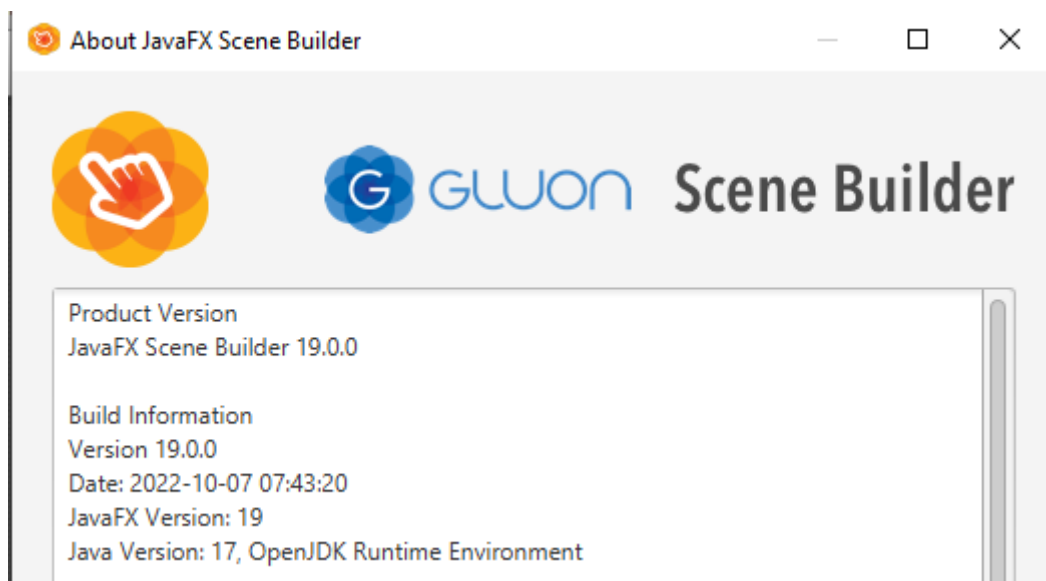 About JavaFX Scene Builder
G GLUON Scene Builder
Product Version
JavaFX Scene Builder 19.0.0
Build Information
Version 19.0.0
Date: 2022-10-07 07:43:20
JavaFX Version: 19
Java Version: 17, OpenJDK Runtime Environment